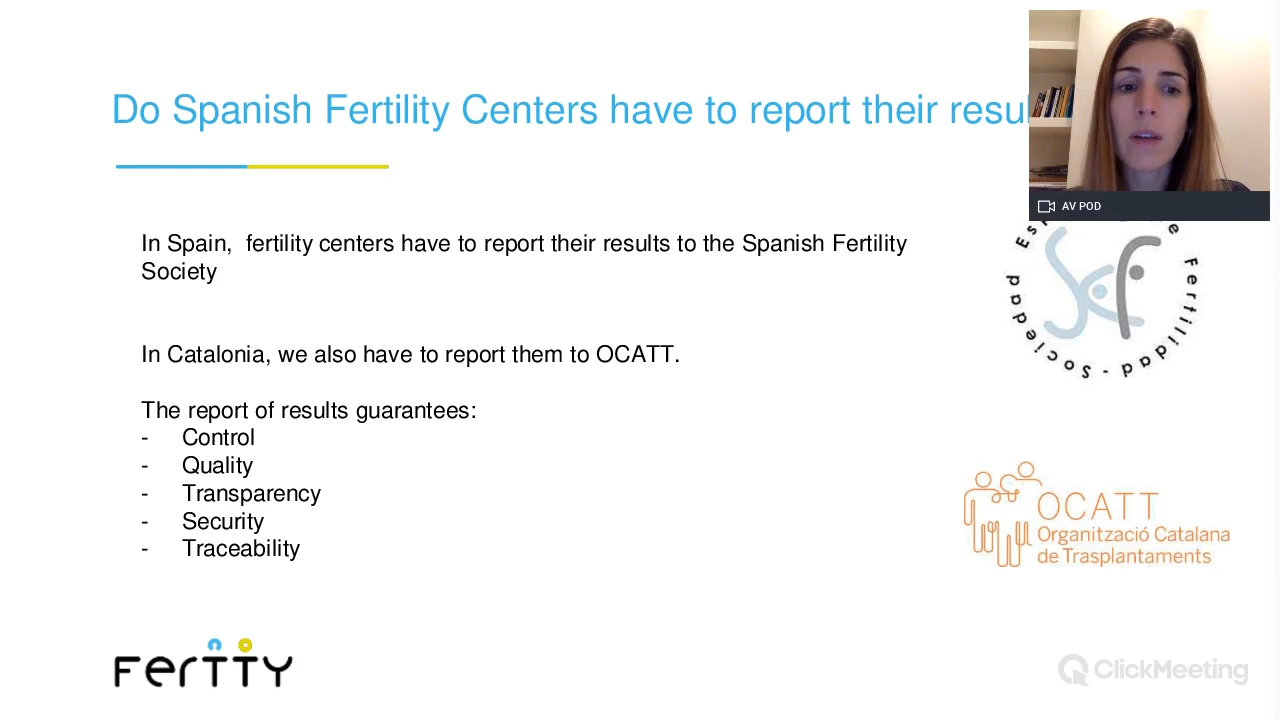 Do Spanish Fertility Centers have to report their
AV POD
In Spain, fertility centers have to report their results to the Spanish Fertility
Society
Sociedad Fertilidad
In Catalonia, we also have to report them to OCATT.
The report of results guarantees:
- Control
- Quality
- Transparency
- Security
- Traceability
OCATT
Organització Catalana
de Trasplantaments
Fertty
ClickMeeting